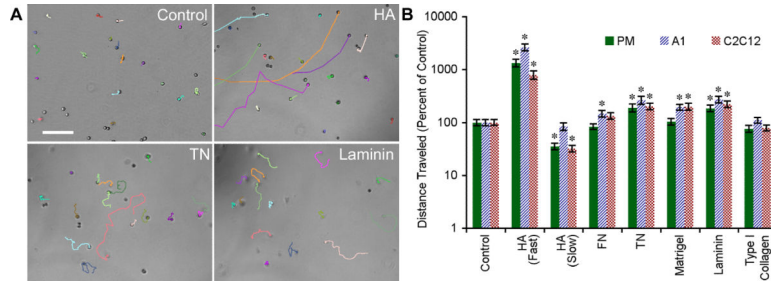 A
Control
HA
TN
Laminin
B
Distance Traveled (Percent of Control)
10000
1000
100
10
1
PM
A1
C2C12
* * *
* *
*
* * *
* *
* * *
Control
HA
(Fast)
HA
(Slow)
FN
TN
Matrigel
Laminin
Type I
Collagen